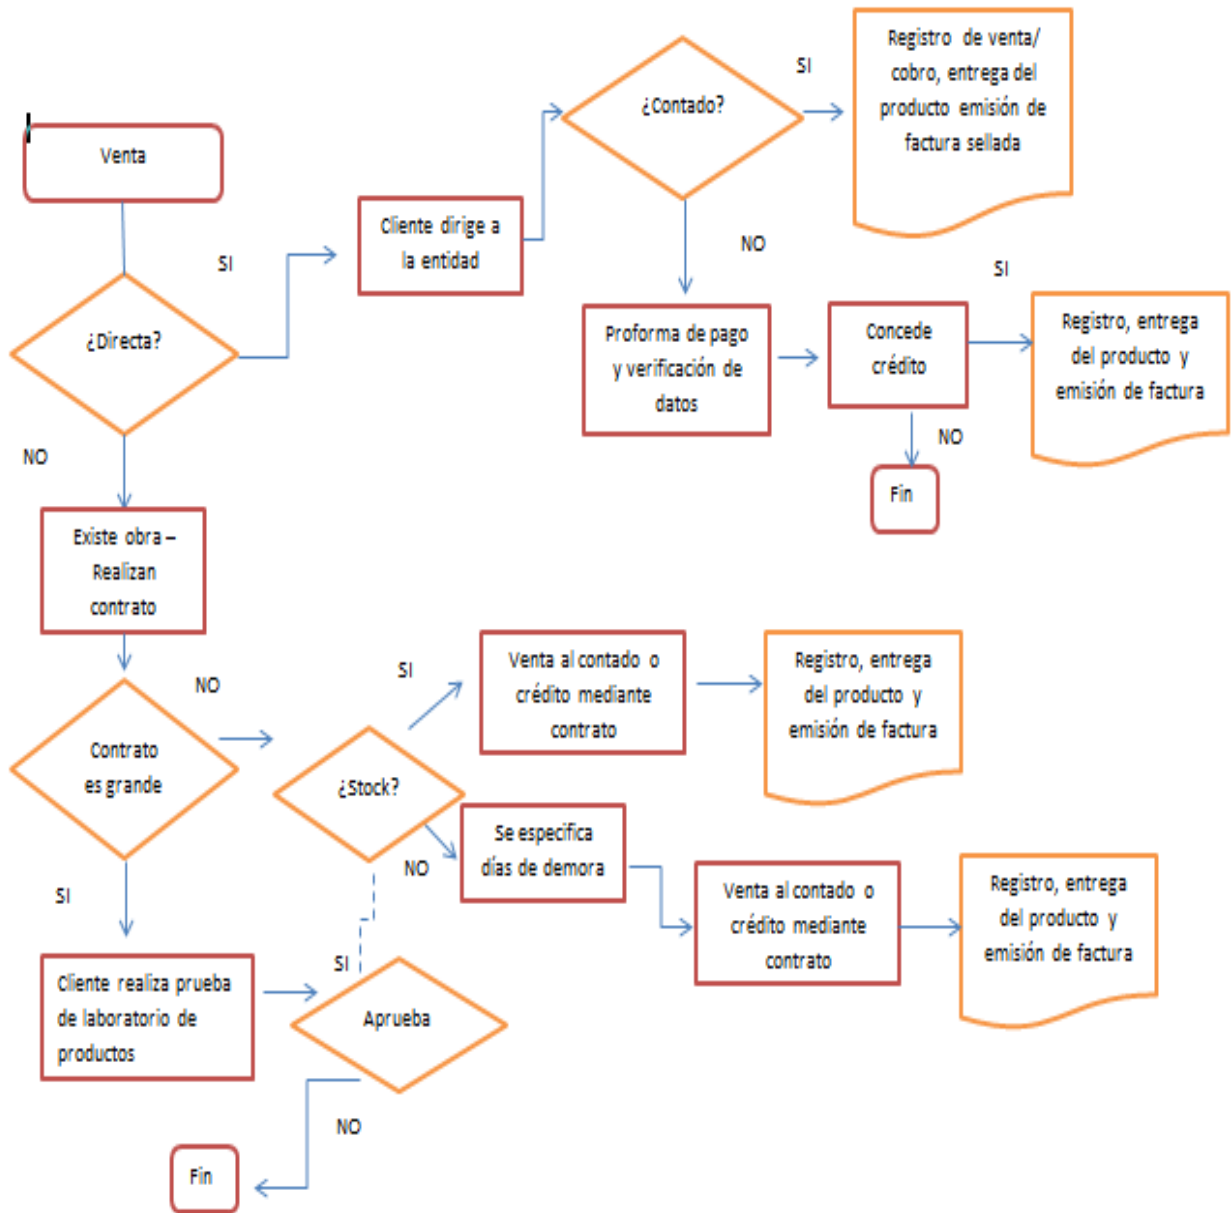 Venta
¿Directa?
SI
Cliente dirige a
la entidad
¿Contado?
SI
Registro de venta/
cobro, entrega del
producto emisión de
factura sellada
NO
Proforma de pago
y verificación de
datos
Concede
crédito
SI
Registro, entrega
del producto y
emisión de factura
NO
Fin
NO
Existe obra –
Realizan
contrato
Contrato
es grande
NO
¿Stock?
SI
Venta al contado o
crédito mediante
contrato
Registro, entrega
del producto y
emisión de factura
NO
Se especifica
días de demora
Venta al contado o
crédito mediante
contrato
Registro, entrega
del producto y
emisión de factura
SI
Cliente realiza prueba
de laboratorio de
productos
SI
Aprueba
NO
Fin